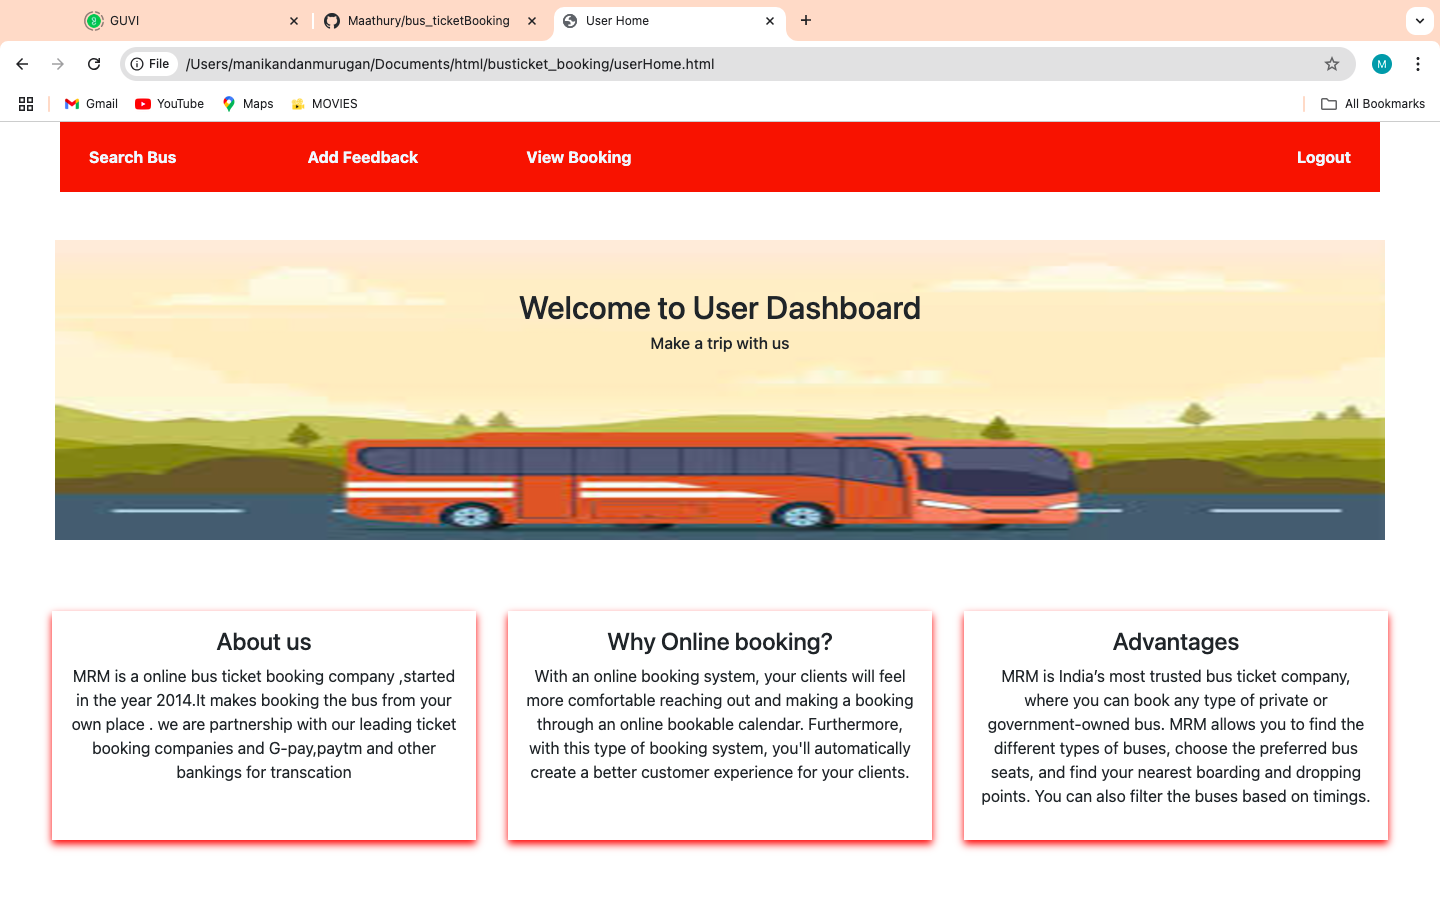 GUVI
Maathury/bus_ticketBooking
User Home
File
/Users/manikandanmurugan/Documents/html/busticket_booking/userHome.html
M
Gmail
YouTube
Maps
MOVIES
All Bookmarks
Search Bus
Add Feedback
View Booking
Logout
Welcome to User Dashboard
Make a trip with us
About us
MRM is a online bus ticket booking company ,started
in the year 2014.It makes booking the bus from your
own place . we are partnership with our leading ticket
booking companies and G-pay,paytm and other
bankings for transcation
Why Online booking?
With an online booking system, your clients will feel
more comfortable reaching out and making a booking
through an online bookable calendar. Furthermore,
with this type of booking system, you'll automatically
create a better customer experience for your clients.
Advantages
MRM is India’s most trusted bus ticket company,
where you can book any type of private or
government-owned bus. MRM allows you to find the
different types of buses, choose the preferred bus
seats, and find your nearest boarding and dropping
points. You can also filter the buses based on timings.